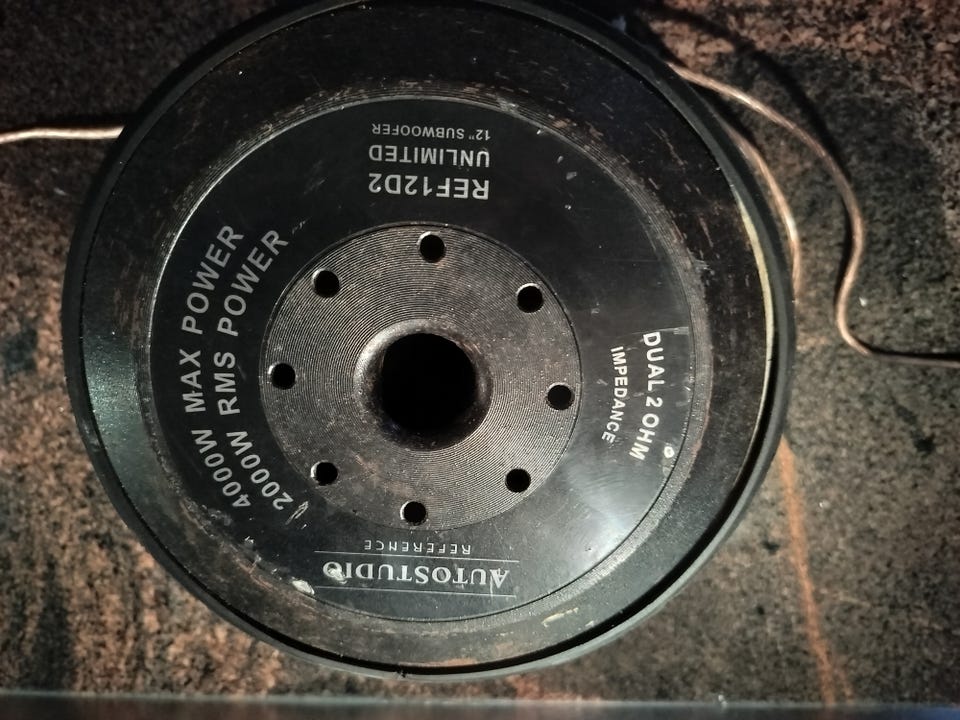 AUTOSTUDIO
REFERENCE
4000W MAX POWER
2000W RMS POWER
DUAL 2 OHM
IMPEDANCE
REF12D2
UNLIMITED
12" SUBWOOFER